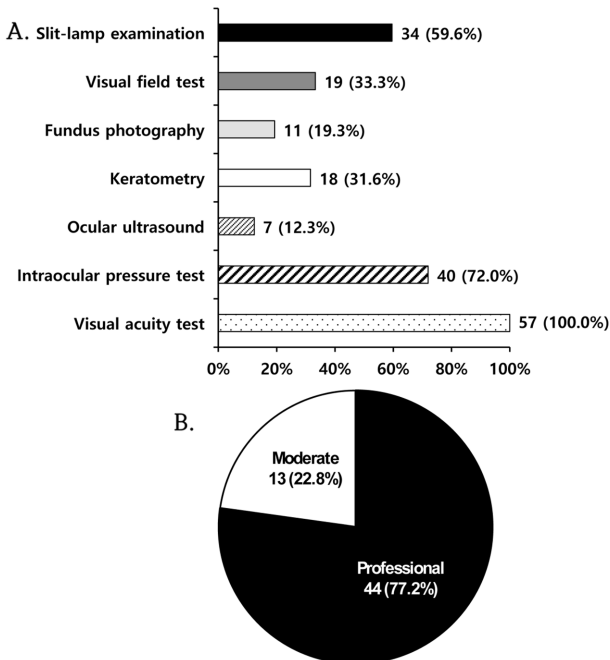 A. Slit-lamp examination 34 (59.6%)
Visual field test 19 (33.3%)
Fundus photography 11 (19.3%)
Keratometry 18 (31.6%)
Ocular ultrasound 7 (12.3%)
Intraocular pressure test 40 (72.0%)
Visual acuity test 57 (100.0%)
0% 20% 40% 60% 80% 100%
B.
Moderate
13 (22.8%)
Professional
44 (77.2%)